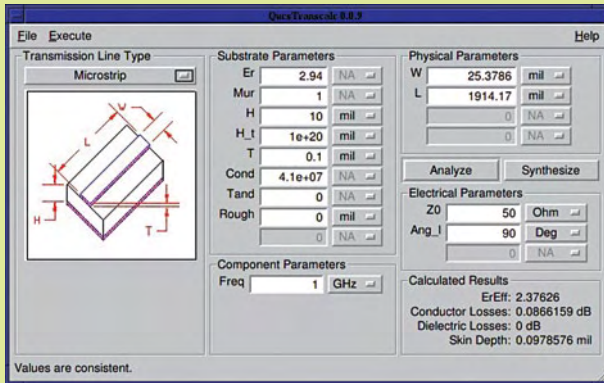 QucsTranscalc 0.0.9
File Execute Help
Transmission Line Type
Microstrip
W
L
H
T
Substrate Parameters
Er 2.94 NA
Mur 1 NA
H 10 mil
H_t 1e+20 mil
T 0.1 mil
Cond 4.1e+07 NA
Tand 0 NA
Rough 0 mil
0 NA
Component Parameters
Freq 1 GHz
Physical Parameters
W 25.3786 mil
L 1914.17 mil
0 NA
0 NA
Analyze Synthesize
Electrical Parameters
Z0 50 Ohm
Ang_l 90 Deg
0 NA
Calculated Results
ErEff: 2.37626
Conductor Losses: 0.0866159 dB
Dielectric Losses: 0 dB
Skin Depth: 0.0978576 mil
Values are consistent.